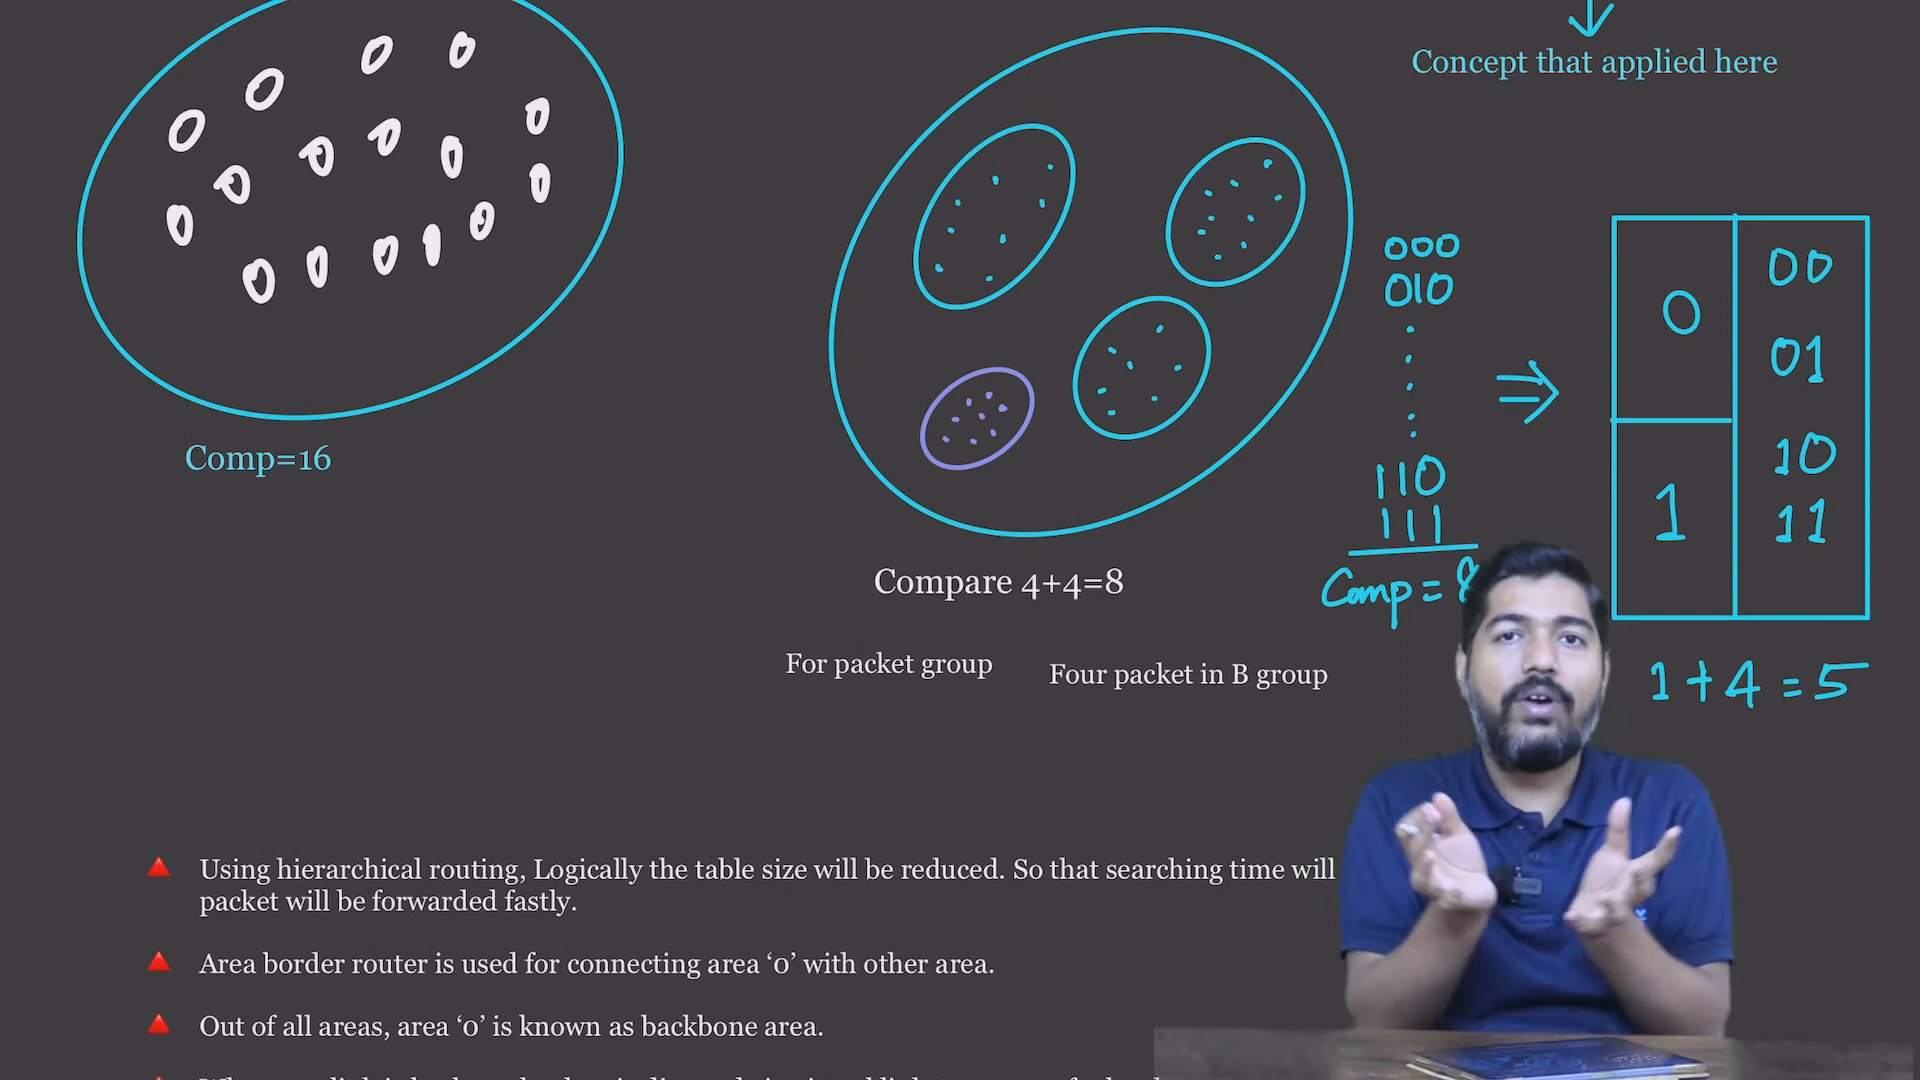 Concept that applied here
Comp=16
Compare 4+4=8
For packet group
Four packet in B group
000
010
110
111
Comp = 8
0
1
00
01
10
11
1+4=5
Using hierarchical routing, Logically the table size will be reduced. So that searching time will
packet will be forwarded fastly.
Area border router is used for connecting area ‘0’ with other area.
Out of all areas, area ‘0’ is known as backbone area.